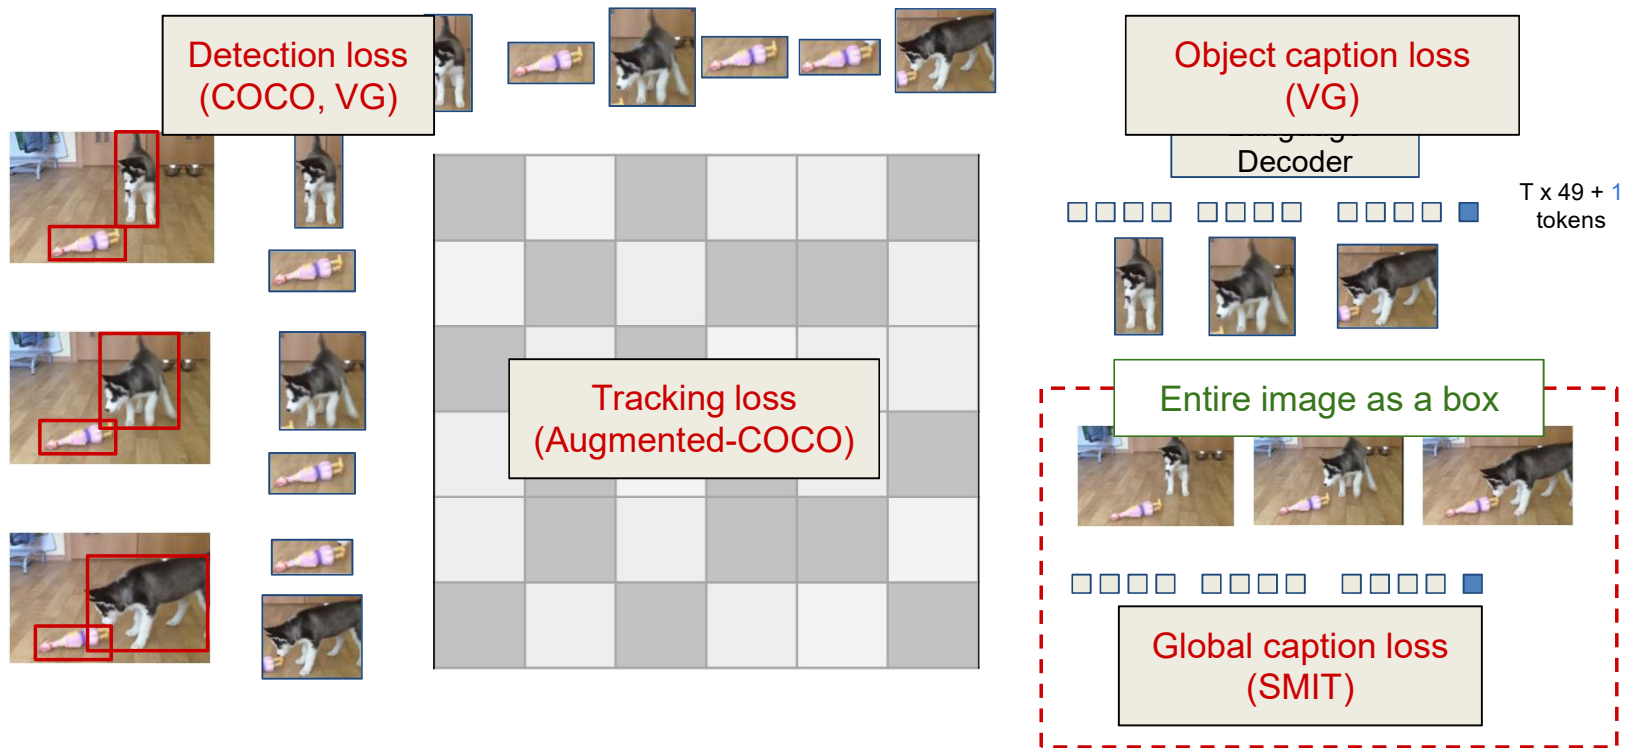 Detection loss
(COCO, VG)
Object caption loss
(VG)
Decoder
T x 49 + 1
tokens
Tracking loss
(Augmented-COCO)
Entire image as a box
Global caption loss
(SMIT)